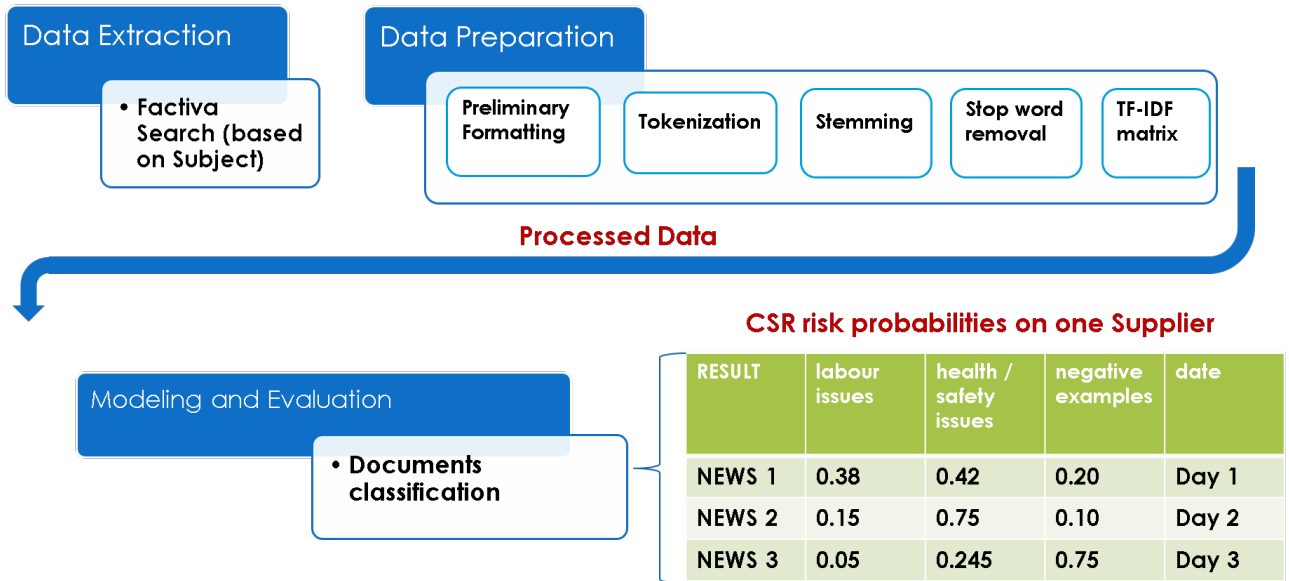 Data Extraction
• Factiva
Search (based
on Subject)
Data Preparation
Preliminary
Formatting
Tokenization
Stemming
Stop word
removal
TF-IDF
matrix
Processed Data
CSR risk probabilities on one Supplier
Modeling and Evaluation
• Documents
classification
RESULT labour issues health / safety issues negative examples date
NEWS 1 0.38 0.42 0.20 Day 1
NEWS 2 0.15 0.75 0.10 Day 2
NEWS 3 0.05 0.245 0.75 Day 3